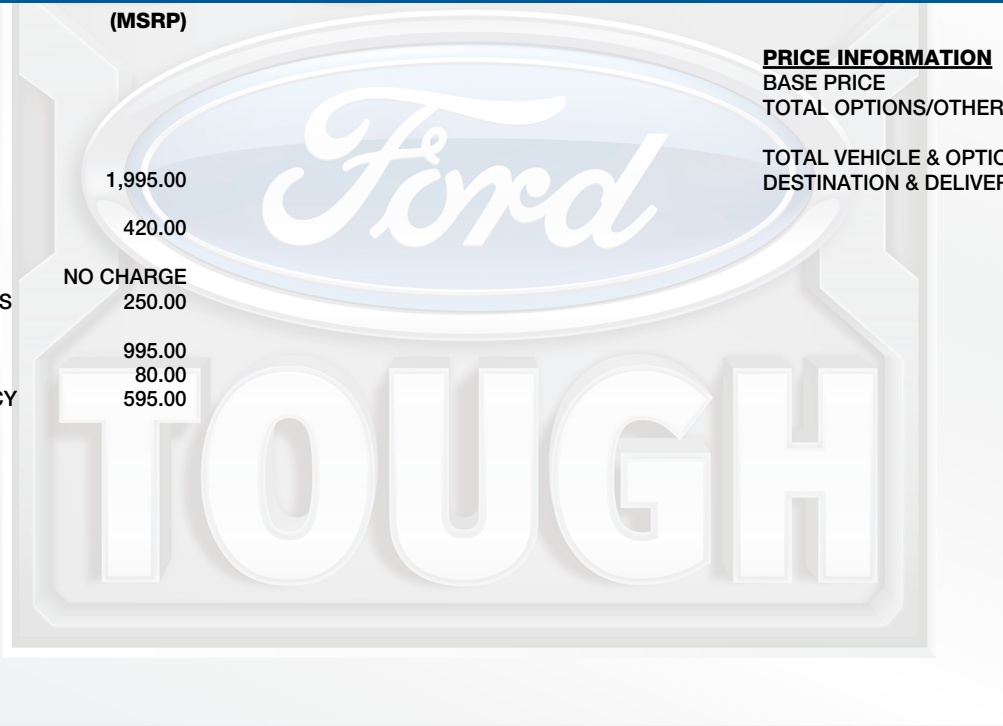 (MSRP)
1,995.00
420.00
NO CHARGE
S 250.00
995.00
80.00
CY 595.00
PRICE INFORMATION
BASE PRICE
TOTAL OPTIONS/OTHER
TOTAL VEHICLE & OPTIO
DESTINATION & DELIVER
Ford
TOUGH